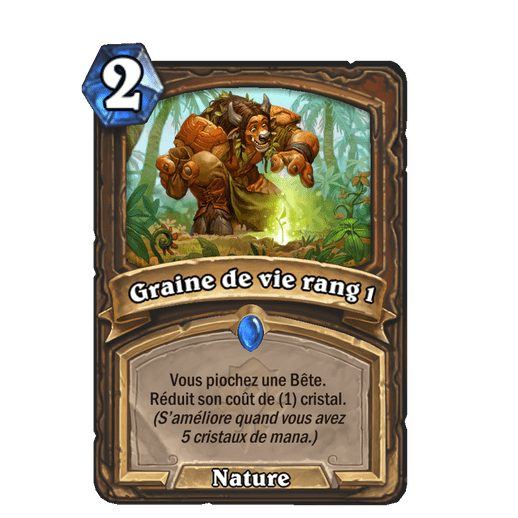 2
Graine de vie rang 1
Vous piochez une Bête.
Réduit son coût de (1) cristal.
(S'améliore quand vous avez
5 cristaux de mana.)
Nature